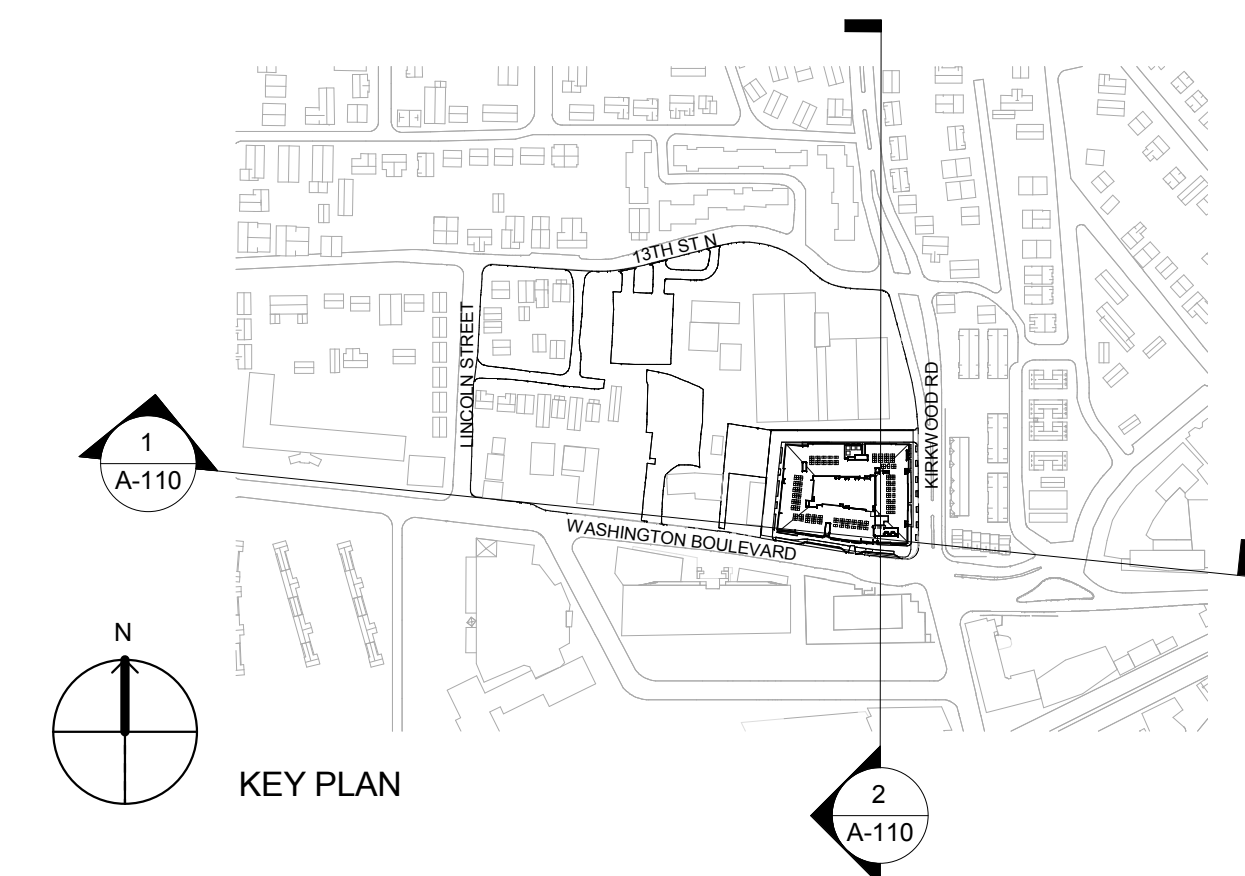 13TH ST N
LINCOLN STREET
KIRKWOOD RD
1
A-110
WASHINGTON BOULEVARD
N
KEY PLAN
2
A-110